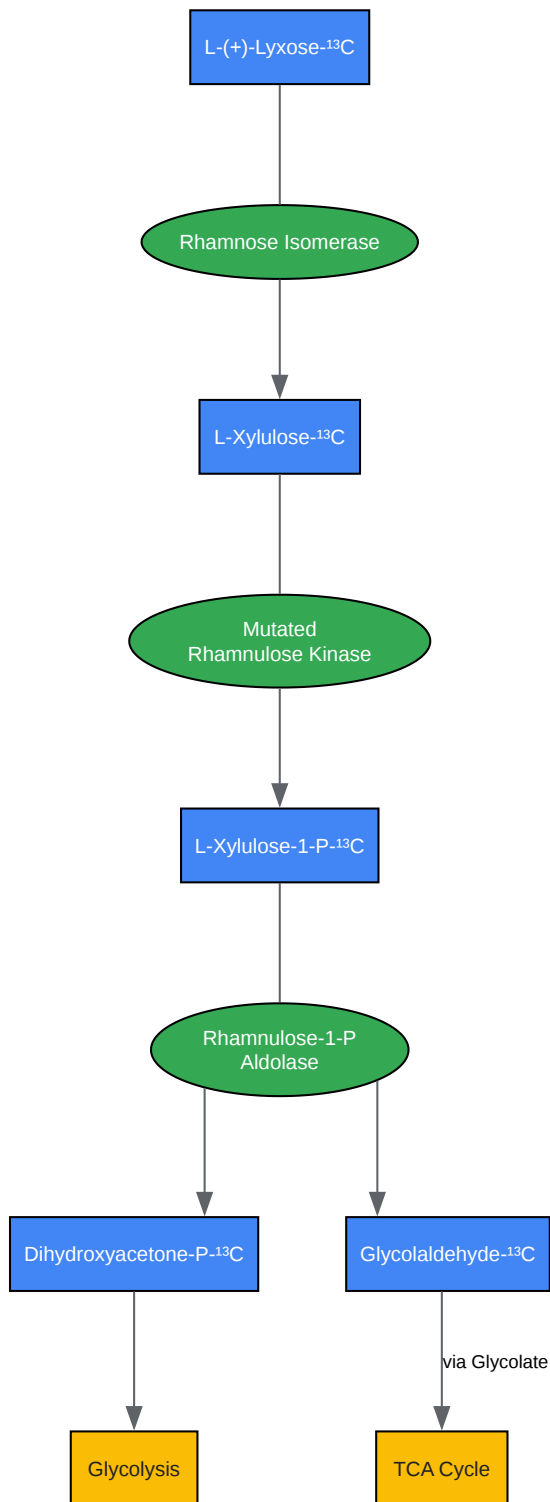 L-(+)-Lyxose-¹³C
Rhamnose Isomerase
L-Xylulose-¹³C
Mutated
Rhamnulose Kinase
L-Xylulose-1-P-¹³C
Rhamnulose-1-P
Aldolase
Dihydroxyacetone-P-¹³C
Glycolaldehyde-¹³C
via Glycolate
Glycolysis
TCA Cycle